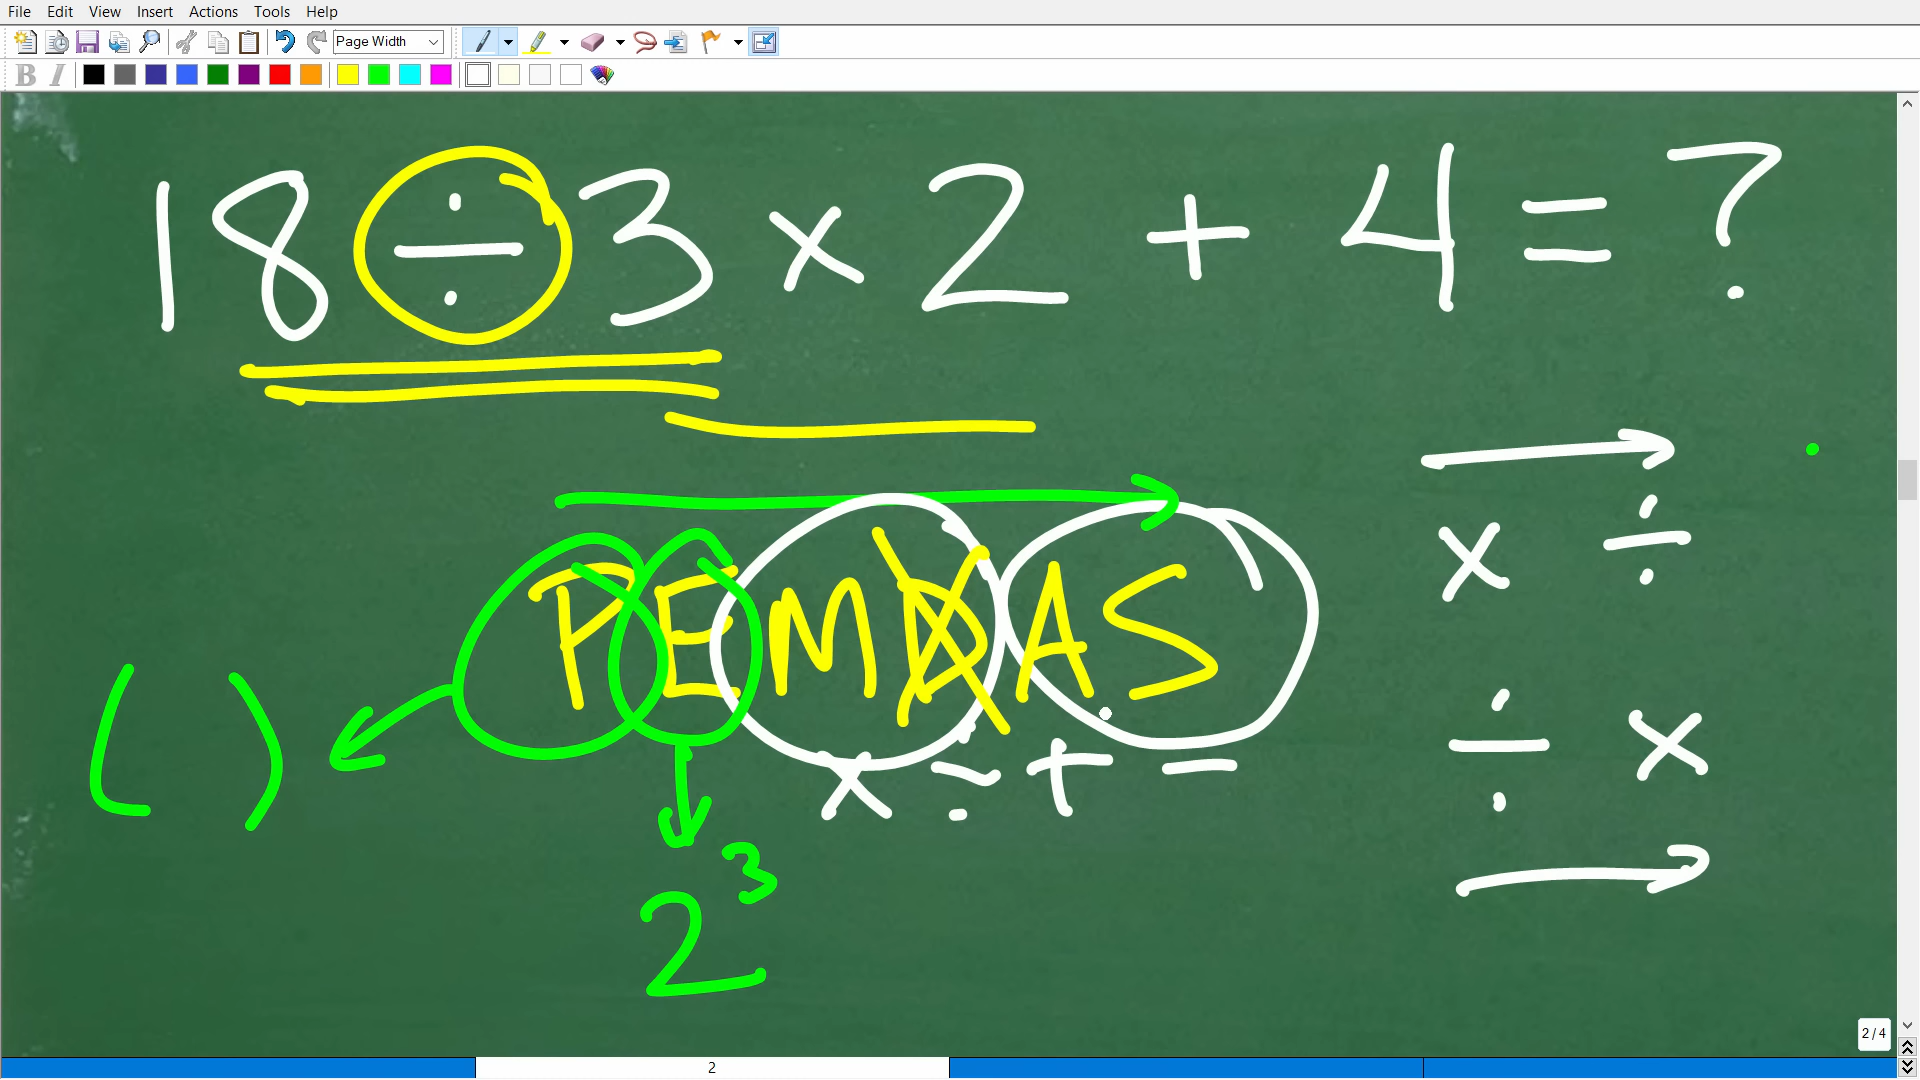 File Edit View Insert Actions Tools Help
Page Width
B I
18 ÷ 3 x 2 + 4 = ?
x ÷
PEMDAS
( )
÷ x
x ÷ + −
2³
2 / 4
2